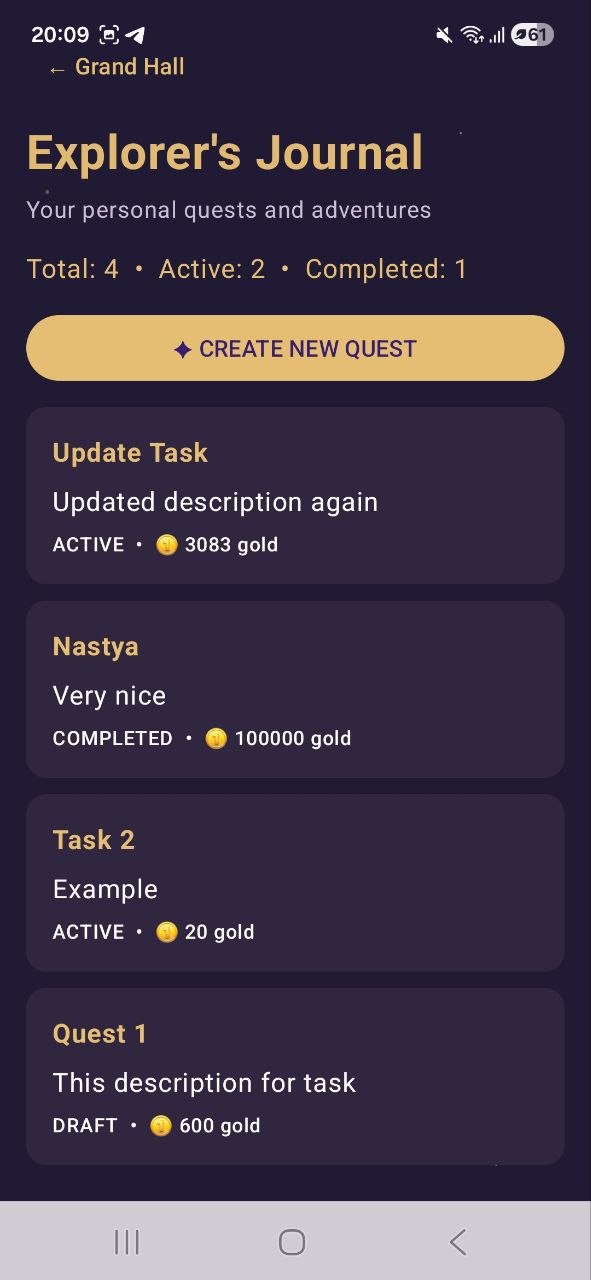 20:09
61
← Grand Hall
Explorer's Journal
Your personal quests and adventures
Total: 4 • Active: 2 • Completed: 1
✦ CREATE NEW QUEST
Update Task
Updated description again
ACTIVE • 🪙 3083 gold
Nastya
Very nice
COMPLETED • 🪙 100000 gold
Task 2
Example
ACTIVE • 🪙 20 gold
Quest 1
This description for task
DRAFT • 🪙 600 gold